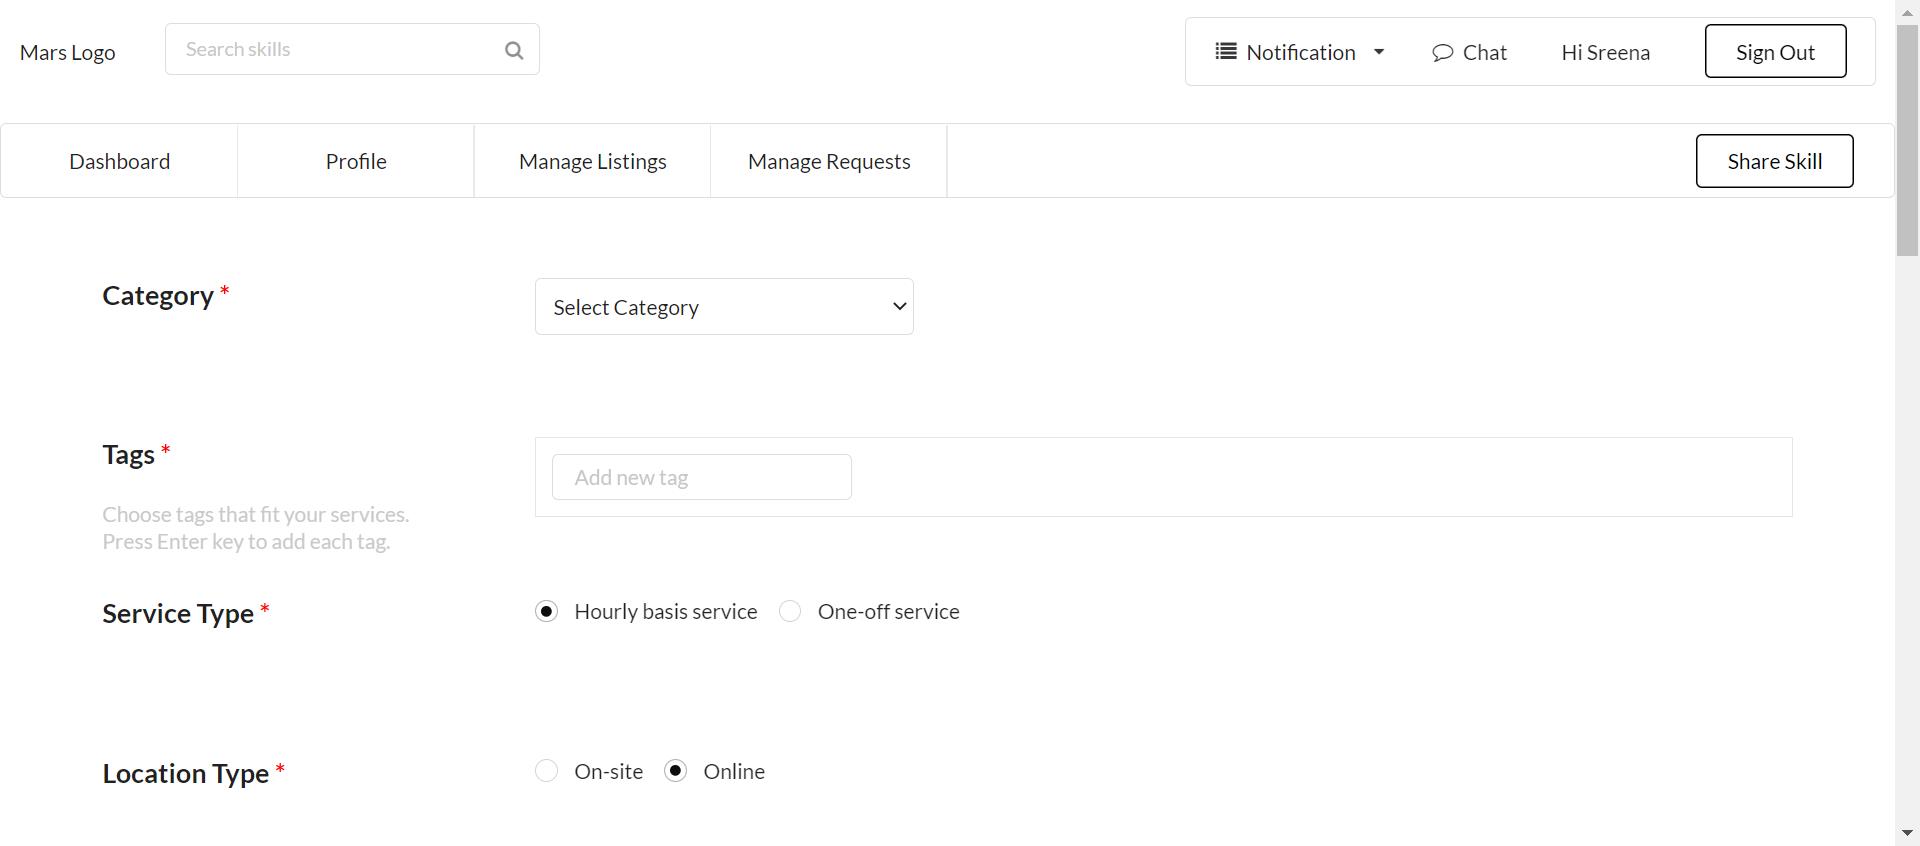 Mars Logo
Search skills
Notification
Chat
Hi Sreena
Sign Out
Dashboard
Profile
Manage Listings
Manage Requests
Share Skill
Category *
Select Category
Tags *
Add new tag
Choose tags that fit your services.
Press Enter key to add each tag.
Service Type *
Hourly basis service
One-off service
Location Type *
On-site
Online